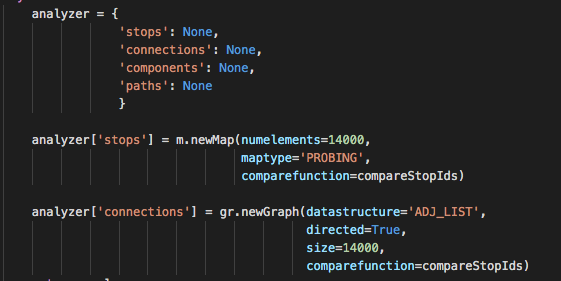 analyzer = {
'stops': None,
'connections': None,
'components': None,
'paths': None
}
analyzer['stops'] = m.newMap(numelements=14000,
maptype='PROBING',
comparefunction=compareStopIds)
analyzer['connections'] = gr.newGraph(datastructure='ADJ_LIST',
directed=True,
size=14000,
comparefunction=compareStopIds)